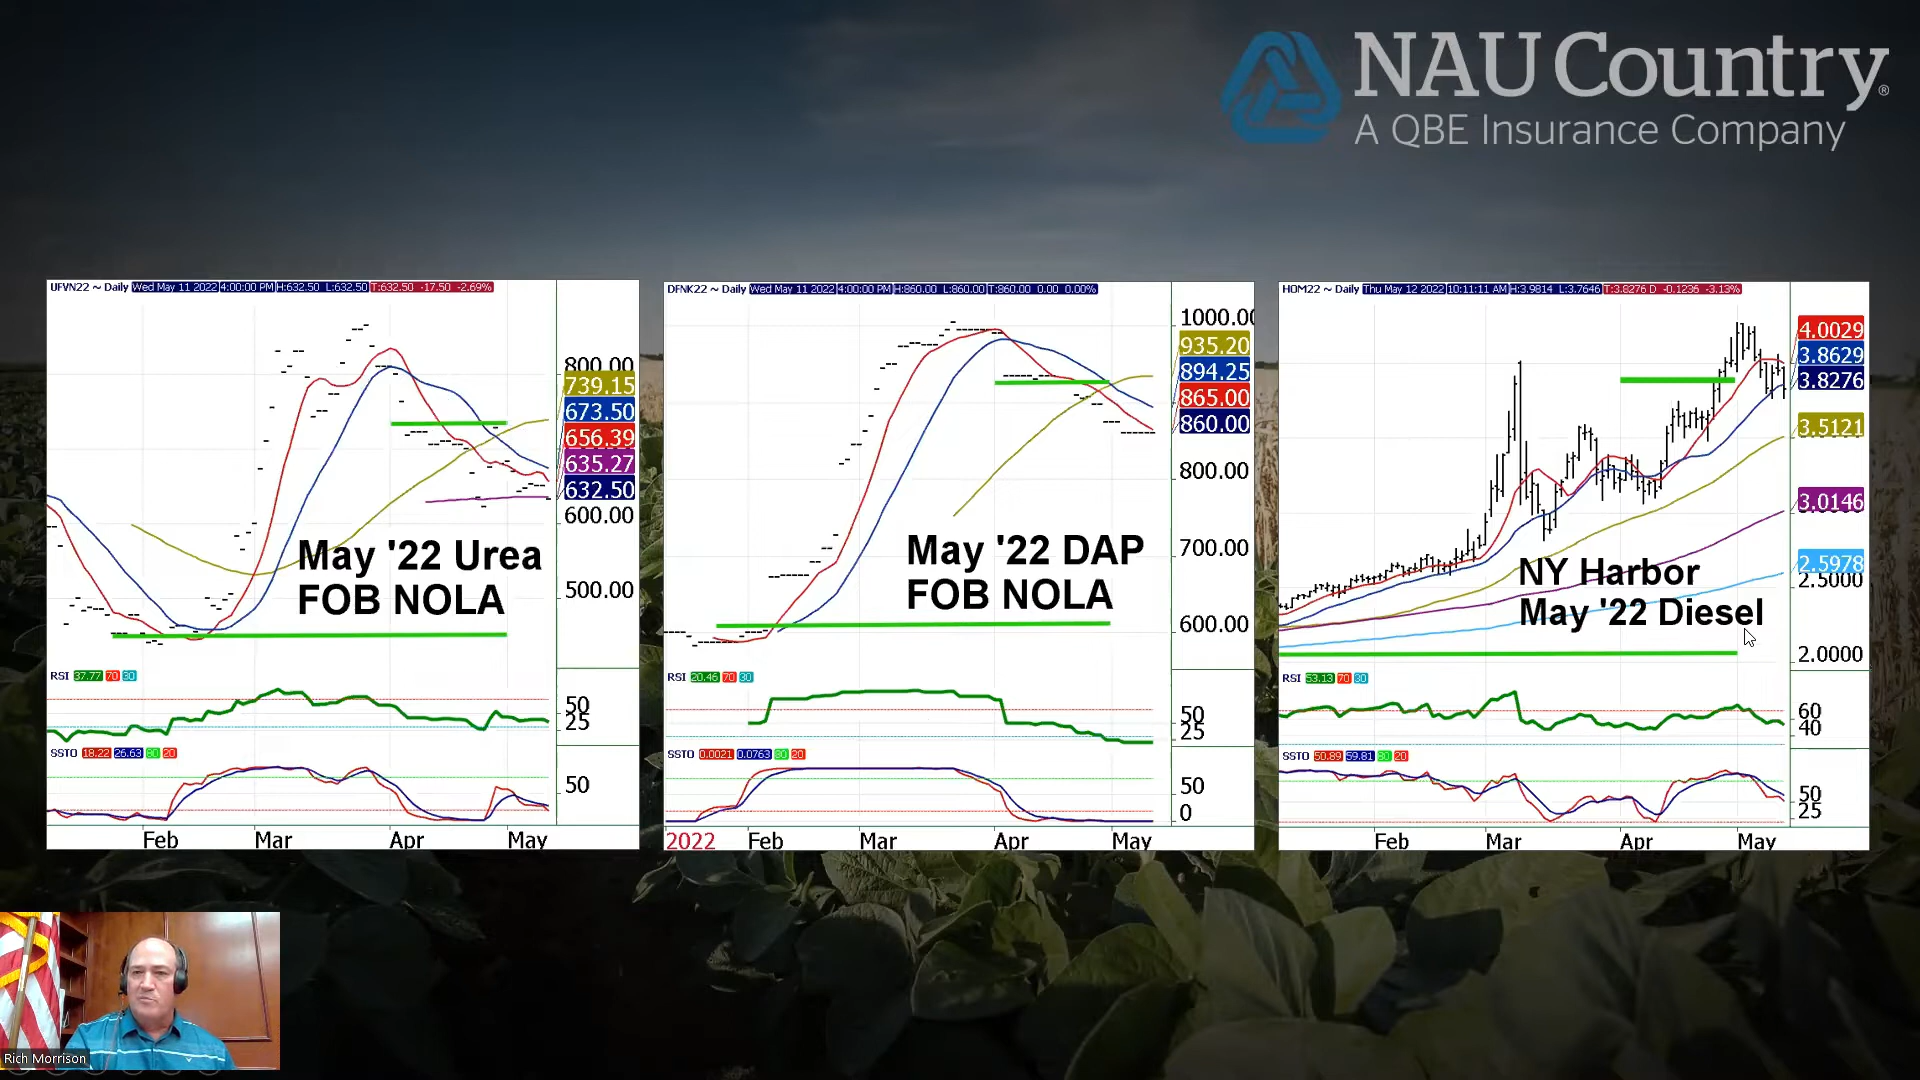 NAU Country®
A QBE Insurance Company
UFVN22 ~ Daily Wed May 11 2022 4:00:00 PM H:632.50 L:632.50 T:632.50 -17.50 -2.69%
800.00
739.15
673.50
656.39
635.27
632.50
600.00
May '22 Urea
FOB NOLA
500.00
RSI 37.77 70 30
50
25
SSTO 18.22 26.63 80 20
50
Feb Mar Apr May
DFNK22 ~ Daily Wed May 11 2022 4:00:00 PM H:860.00 L:860.00 T:860.00 0.00 0.00%
1000.00
935.20
894.25
865.00
860.00
800.00
May '22 DAP
FOB NOLA
700.00
600.00
RSI 20.46 70 30
50
25
SSTO 0.0021 0.0763 80 20
50
0
2022 Feb Mar Apr May
HOM22 ~ Daily Thu May 12 2022 10:11:11 AM H:3.9814 L:3.7646 T:3.8276 D -0.1236 -3.13%
4.0029
3.8629
3.8276
3.5121
3.0146
2.5978
2.5000
NY Harbor
May '22 Diesel
2.0000
RSI 53.13 70 30
60
40
SSTO 50.89 59.81 80 20
50
25
Feb Mar Apr May
Rich Morrison